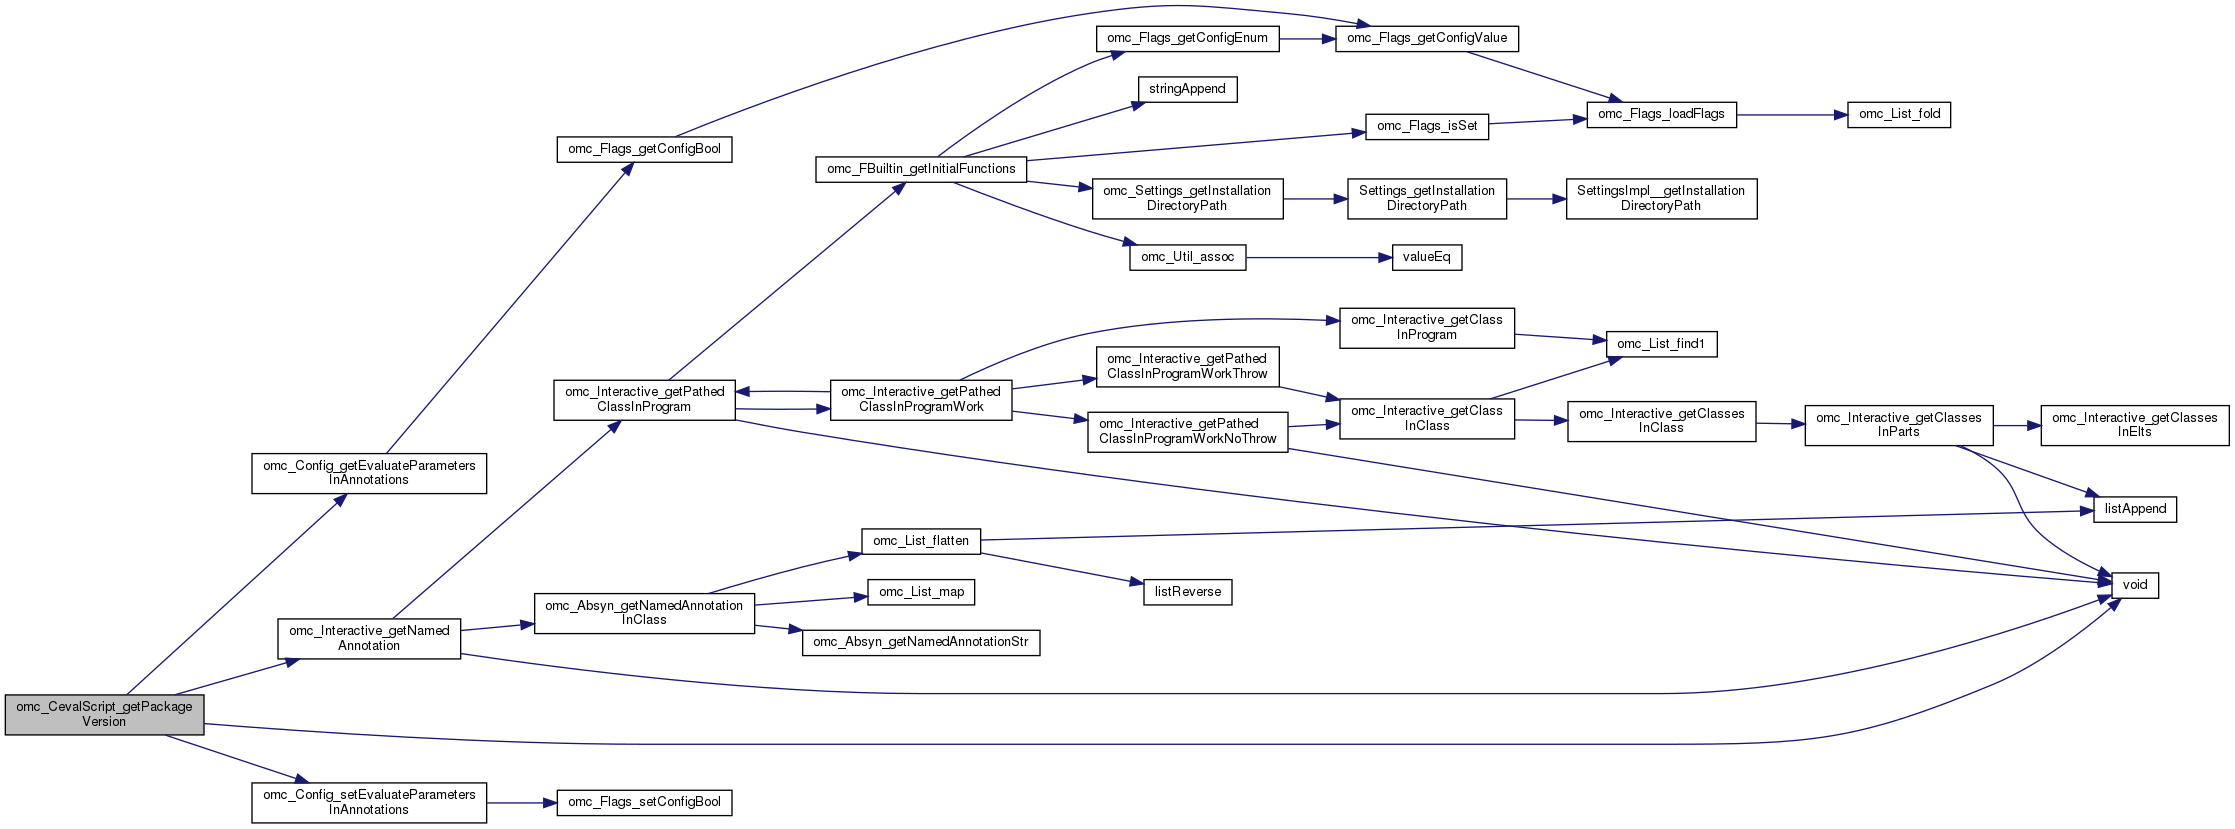 omc_Flags_getConfigEnum
omc_Flags_getConfigValue
stringAppend
omc_Flags_loadFlags
omc_List_fold
omc_Flags_isSet
omc_Flags_getConfigBool
omc_FBuiltin_getInitialFunctions
omc_Settings_getInstallation
DirectoryPath
Settings_getInstallation
DirectoryPath
SettingsImpl__getInstallation
DirectoryPath
omc_Util_assoc
valueEq
omc_Interactive_getClass
InProgram
omc_List_find1
omc_Interactive_getPathed
ClassInProgramWorkThrow
omc_Interactive_getPathed
ClassInProgram
omc_Interactive_getPathed
ClassInProgramWork
omc_Interactive_getClass
InClass
omc_Interactive_getClasses
InClass
omc_Interactive_getClasses
InParts
omc_Interactive_getClasses
InElts
omc_Interactive_getPathed
ClassInProgramWorkNoThrow
omc_Config_getEvaluateParameters
InAnnotations
listAppend
omc_List_flatten
void
omc_List_map
listReverse
omc_Absyn_getNamedAnnotation
InClass
omc_Interactive_getNamed
Annotation
omc_Absyn_getNamedAnnotationStr
omc_CevalScript_getPackage
Version
omc_Config_setEvaluateParameters
InAnnotations
omc_Flags_setConfigBool